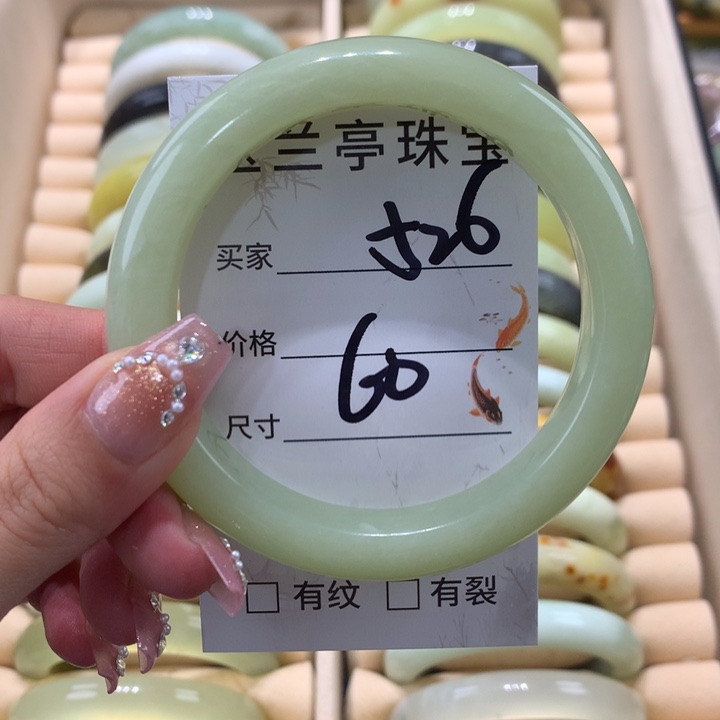 兰亭珠宝
买家 526
价格
60
尺寸
有纹 有裂